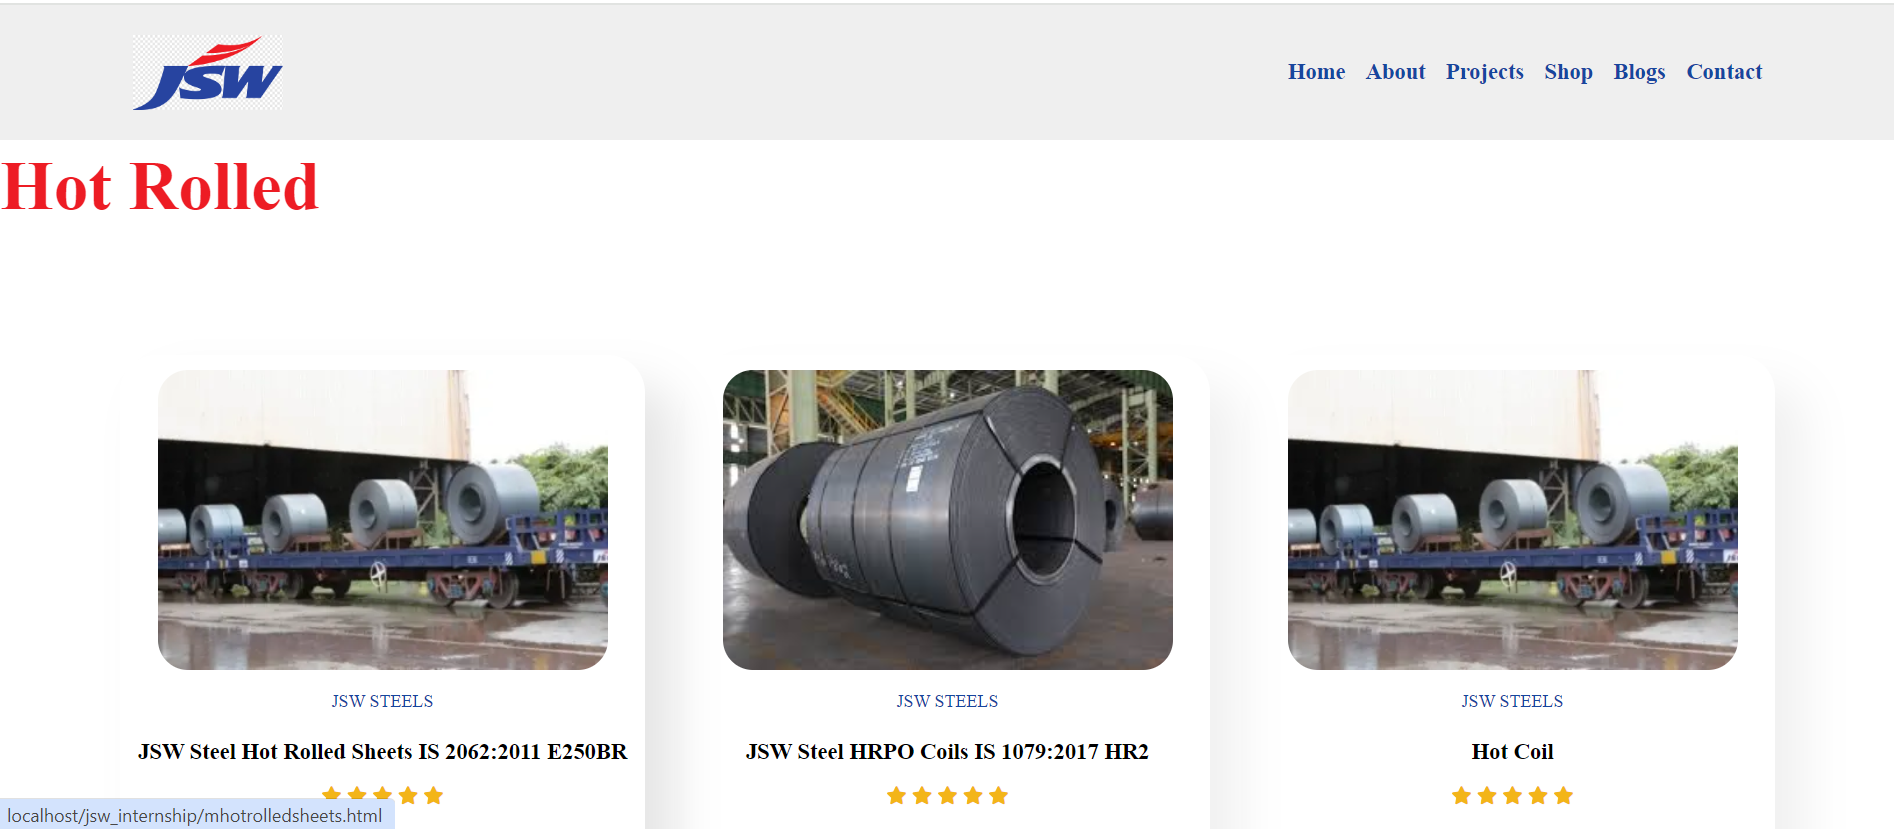 JSW
Home About Projects Shop Blogs Contact
Hot Rolled
JSW STEELS
JSW Steel Hot Rolled Sheets IS 2062:2011 E250BR
JSW STEELS
JSW Steel HRPO Coils IS 1079:2017 HR2
JSW STEELS
Hot Coil
localhost/jsw_internship/mhotrolledsheets.html